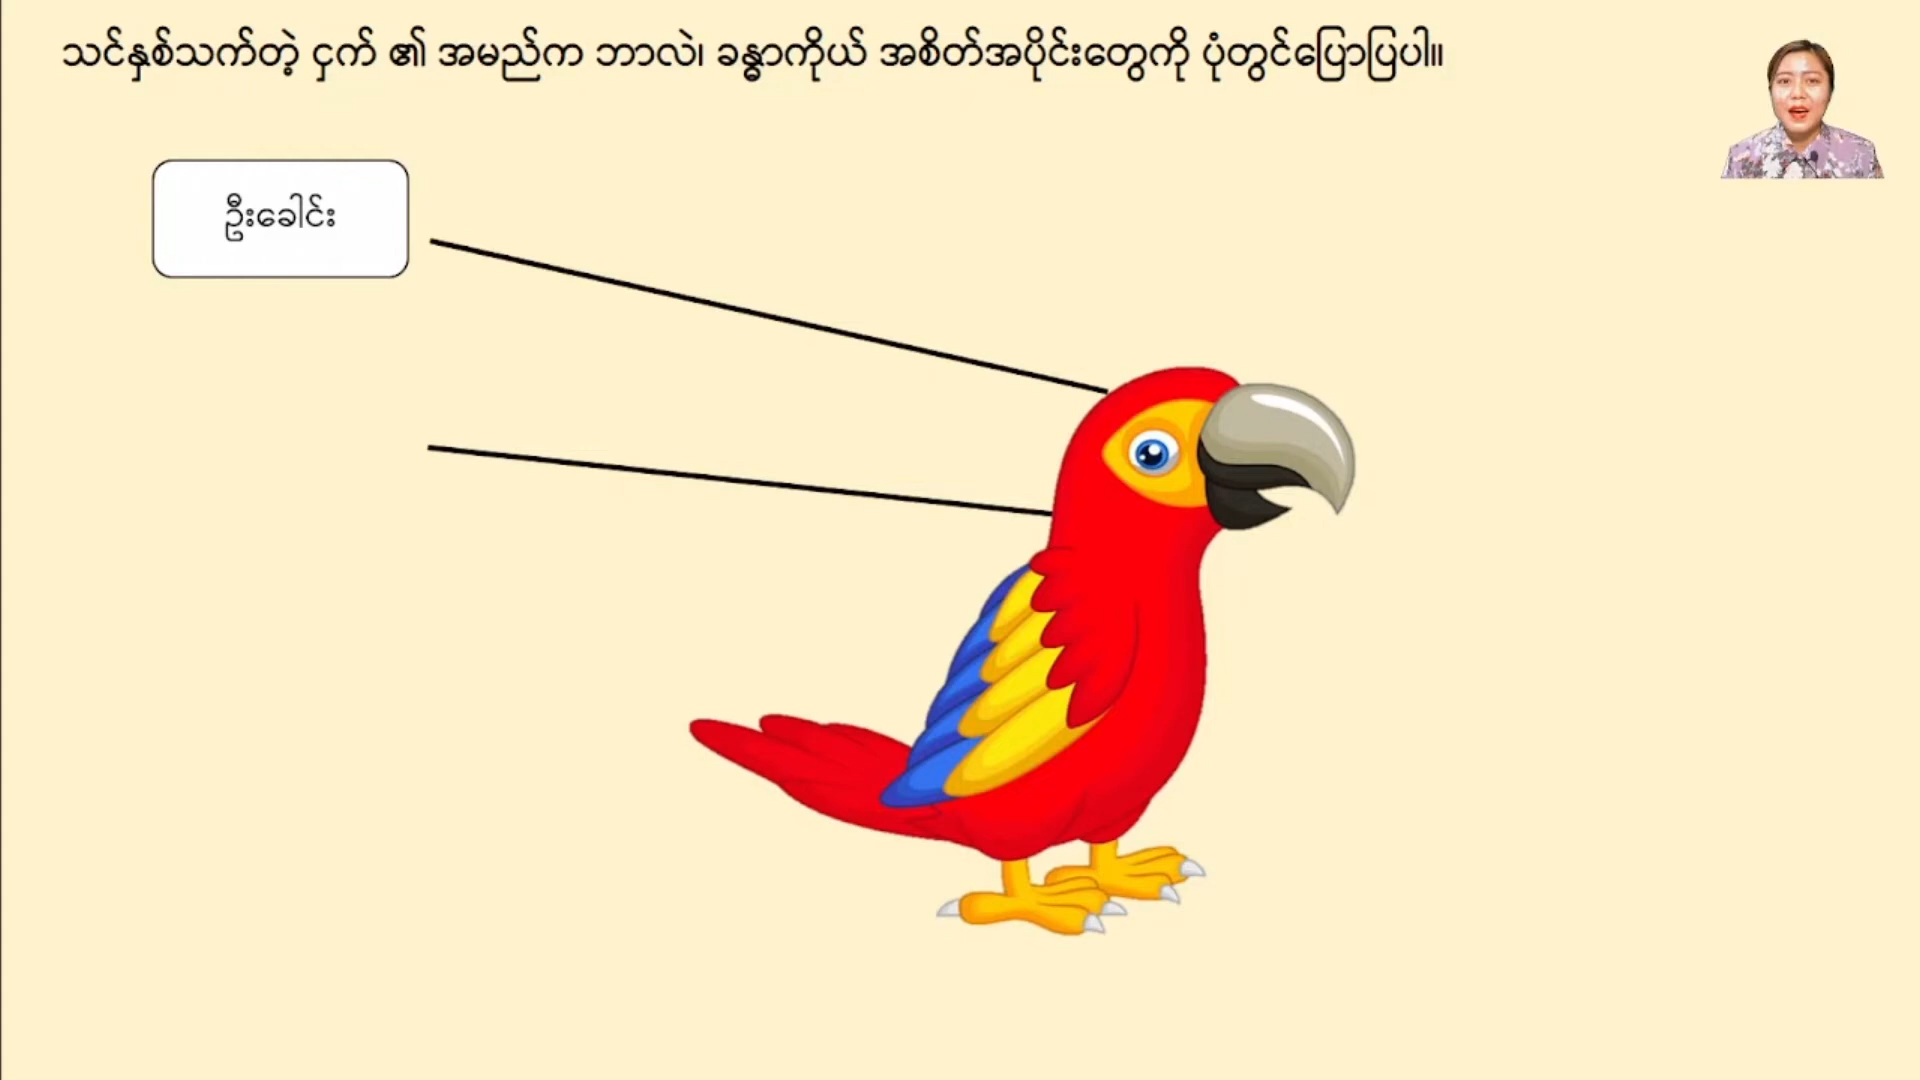 သင်နှစ်သက်တဲ့ ငှက် ၏ အမည်က ဘာလဲ၊ ခန္ဓာကိုယ် အစိတ်အပိုင်းတွေကို ပုံတွင်ပြောပြပါ။
ဦးခေါင်း